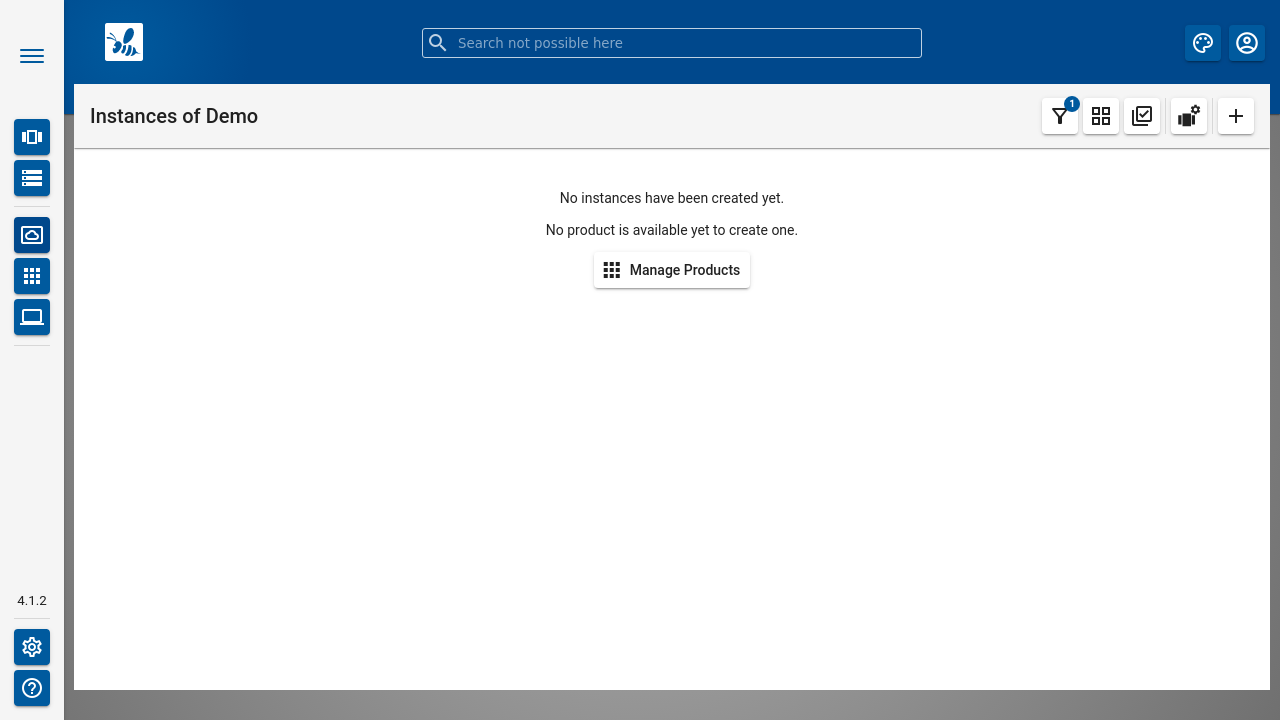 Search not possible here
Instances of Demo
1
No instances have been created yet.
No product is available yet to create one.
Manage Products
4.1.2